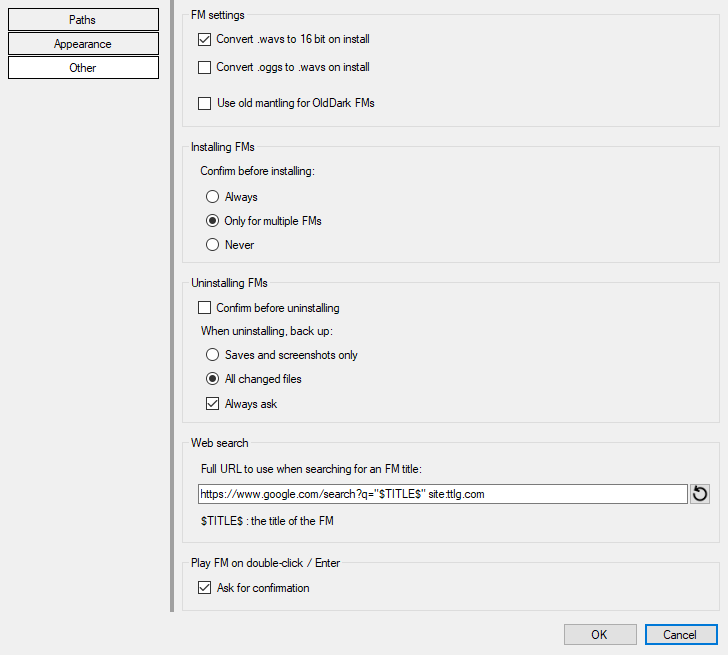 Paths
Appearance
Other
FM settings
Convert .wavs to 16 bit on install
Convert .oggs to .wavs on install
Use old mantling for OldDark FMs
Installing FMs
Confirm before installing:
Always
Only for multiple FMs
Never
Uninstalling FMs
Confirm before uninstalling
When uninstalling, back up:
Saves and screenshots only
All changed files
Always ask
Web search
Full URL to use when searching for an FM title:
https://www.google.com/search?q="$TITLE$" site:ttlg.com
$TITLE$ : the title of the FM
Play FM on double-click / Enter
Ask for confirmation
OK
Cancel